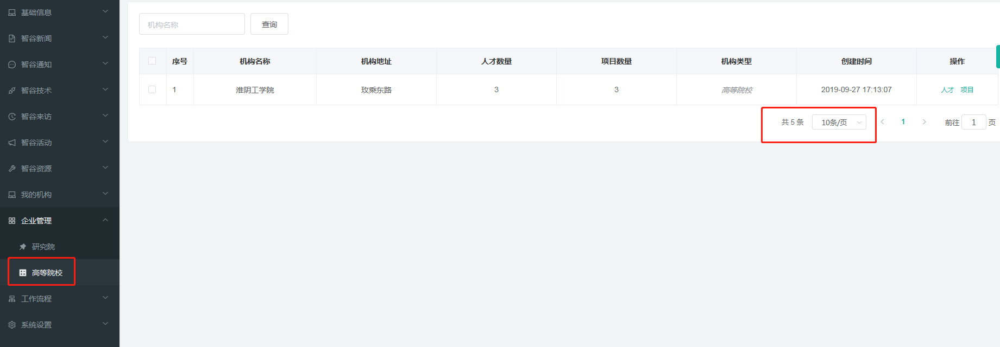 基础信息
智谷新闻
智谷通知
智谷技术
智谷来访
智谷活动
智谷资源
我的机构
企业管理
研究院
高等院校
工作流程
系统设置
机构名称 查询
序号 机构名称 机构地址 人才数量 项目数量 机构类型 创建时间 操作
1 淮阴工学院 玫乘东路 3 3 高等院校 2019-09-27 17:13:07 人才 项目
共 5 条 10条/页 1 前往 1 页